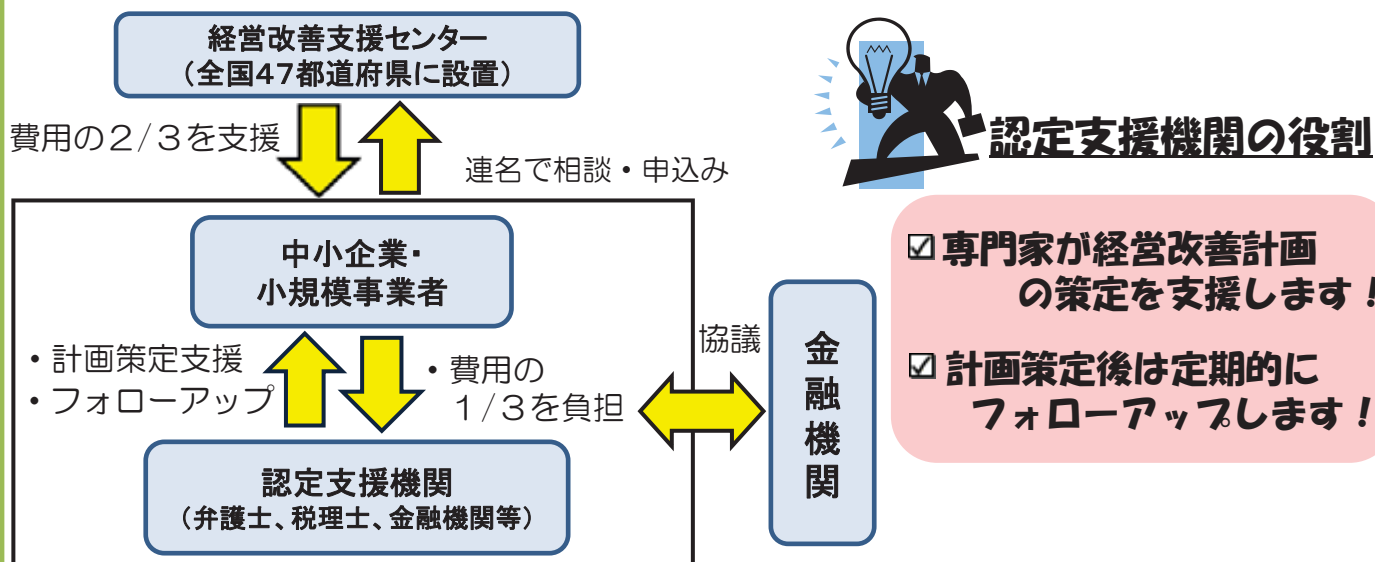 経営改善支援センター
（全国４７都道府県に設置）
費用の２/３を支援
連名で相談・申込み
中小企業・
小規模事業者
・計画策定支援
・フォローアップ
・費用の
１/３を負担
認定支援機関
（弁護士、税理士、金融機関等）
協議
金融機関
認定支援機関の役割
☑専門家が経営改善計画
の策定を支援します！
☑計画策定後は定期的に
フォローアップします！